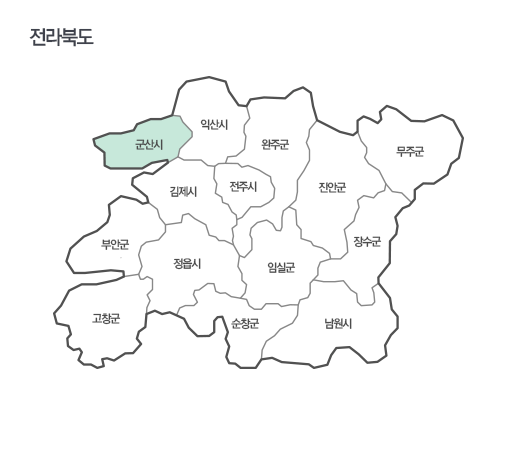 전라북도
익산시
군산시
완주군
무주군
김제시
전주시
진안군
부안군
장수군
정읍시
임실군
고창군
순창군
남원시